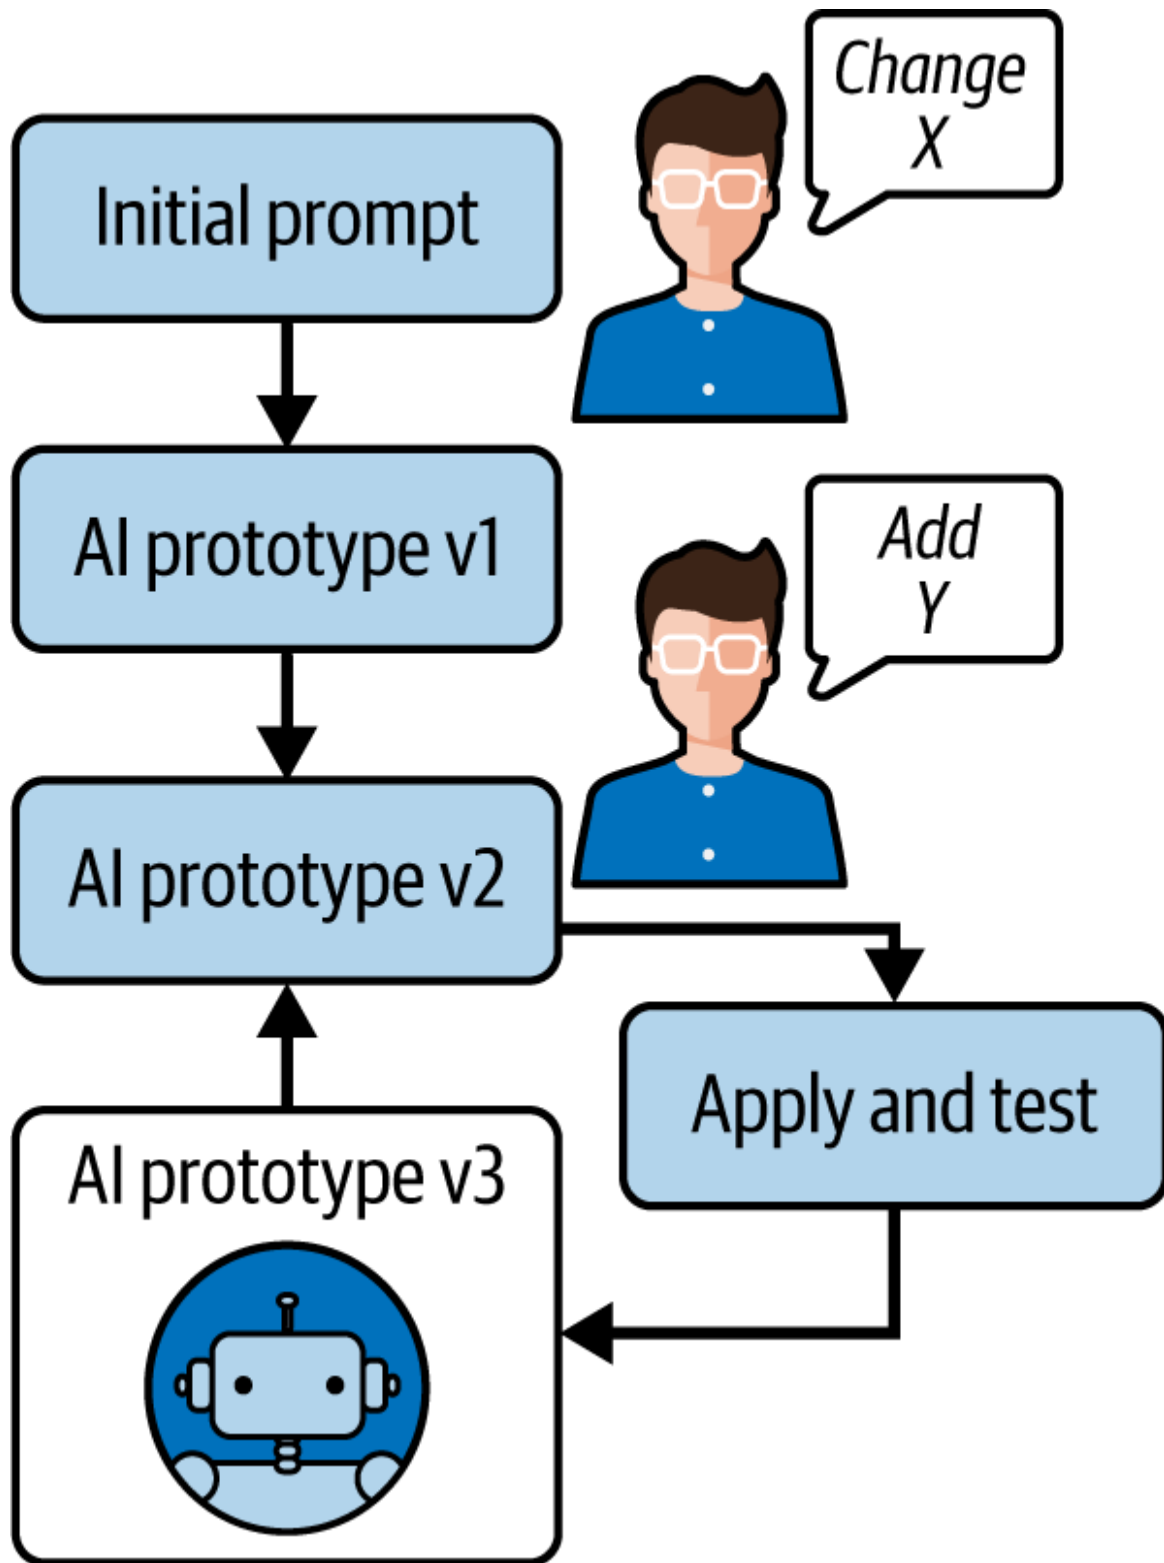 Change
X
Initial prompt
AI prototype v1
Add
Y
AI prototype v2
Apply and test
AI prototype v3